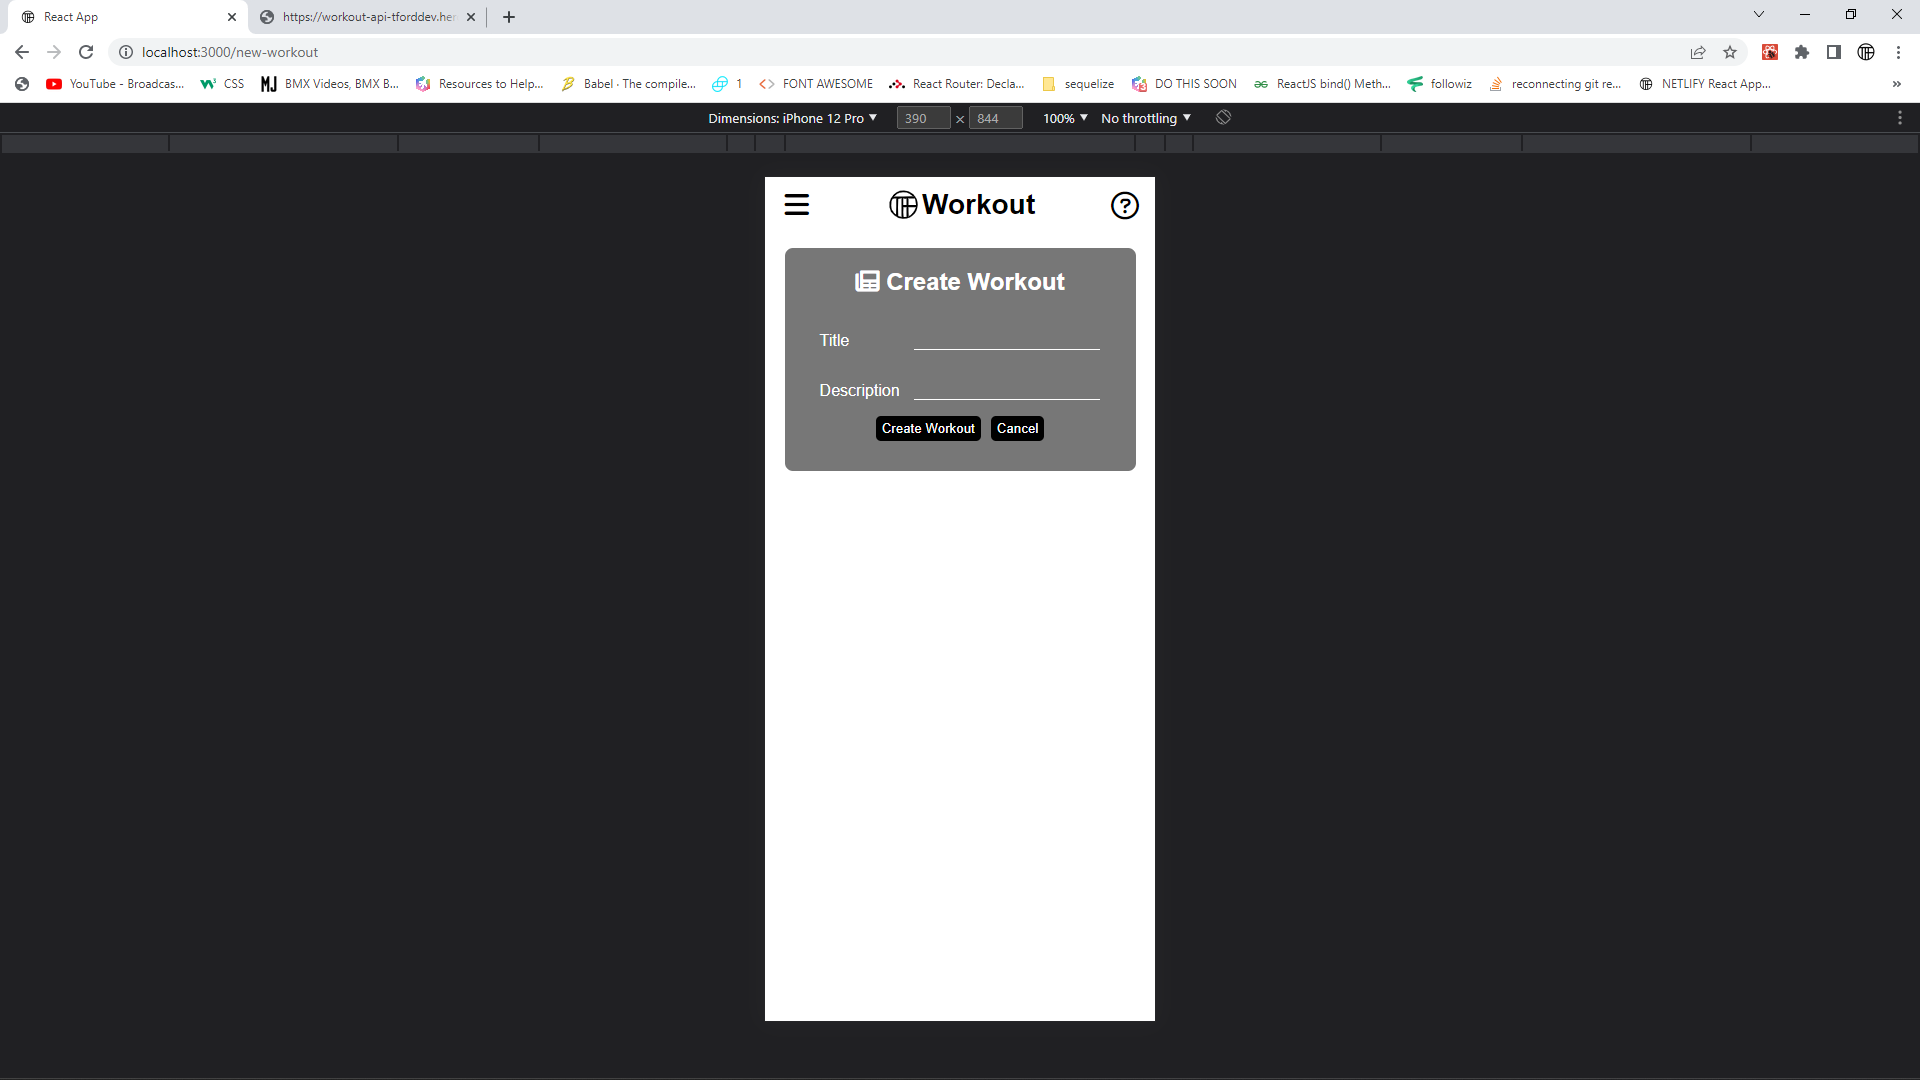 React App
https://workout-api-tforddev.her
localhost:3000/new-workout
YouTube - Broadcas... CSS BMX Videos, BMX B... Resources to Help... Babel · The compile... 1 FONT AWESOME React Router: Decla... sequelize DO THIS SOON ReactJS bind() Meth... followiz reconnecting git re... NETLIFY React App... »
Dimensions: iPhone 12 Pro 390 × 844 100% No throttling
Workout
Create Workout
Title
Description
Create Workout Cancel